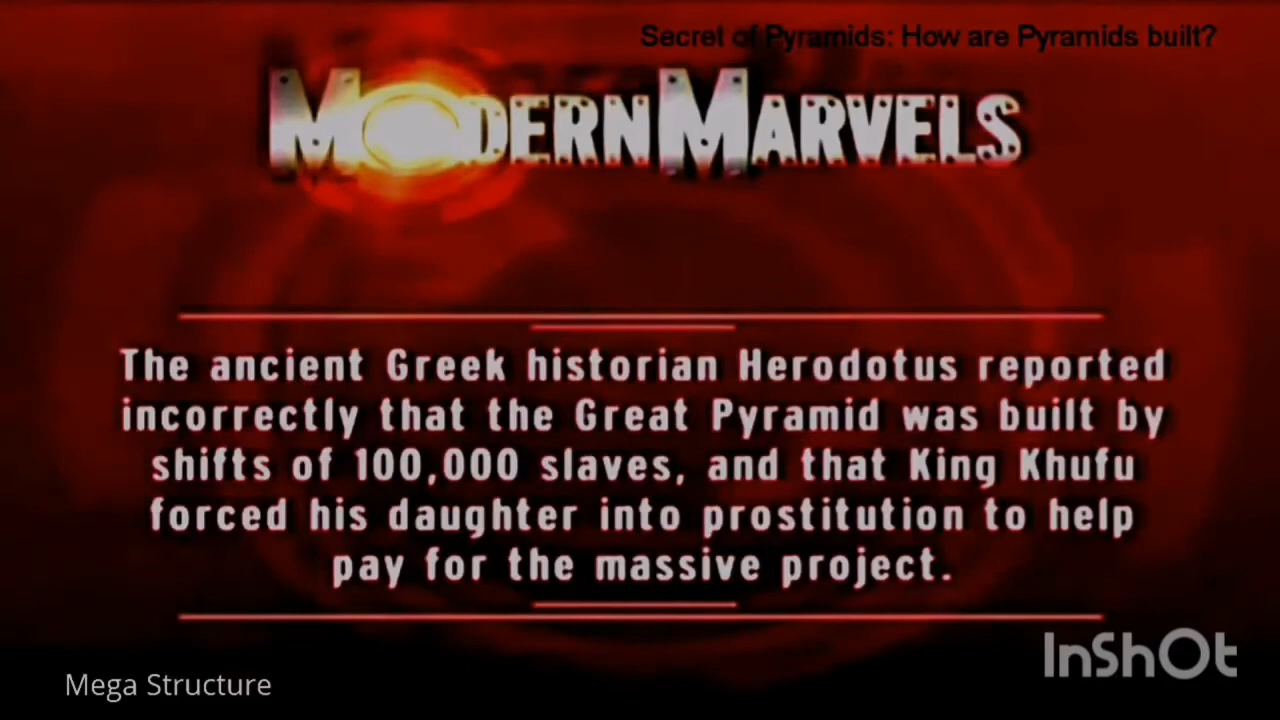 Secret of Pyramids: How are Pyramids built?
MODERN MARVELS
The ancient Greek historian Herodotus reported
incorrectly that the Great Pyramid was built by
shifts of 100,000 slaves, and that King Khufu
forced his daughter into prostitution to help
pay for the massive project.
InShOt
Mega Structure